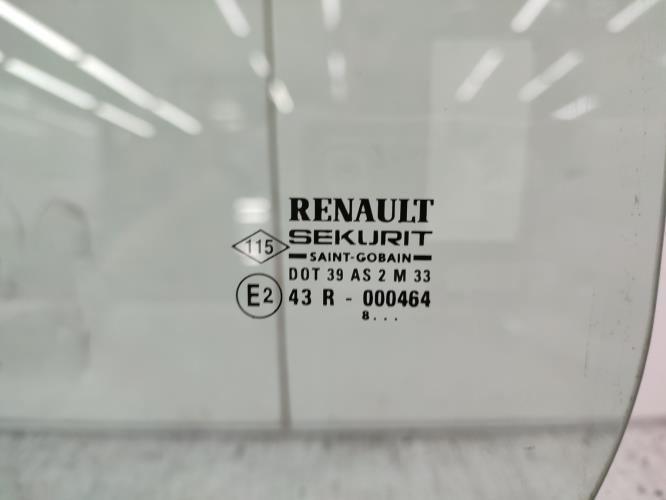 RENAULT
115 SEKURIT
SAINT-GOBAIN
DOT 39 AS 2 M 33
E2 43 R - 000464
8...